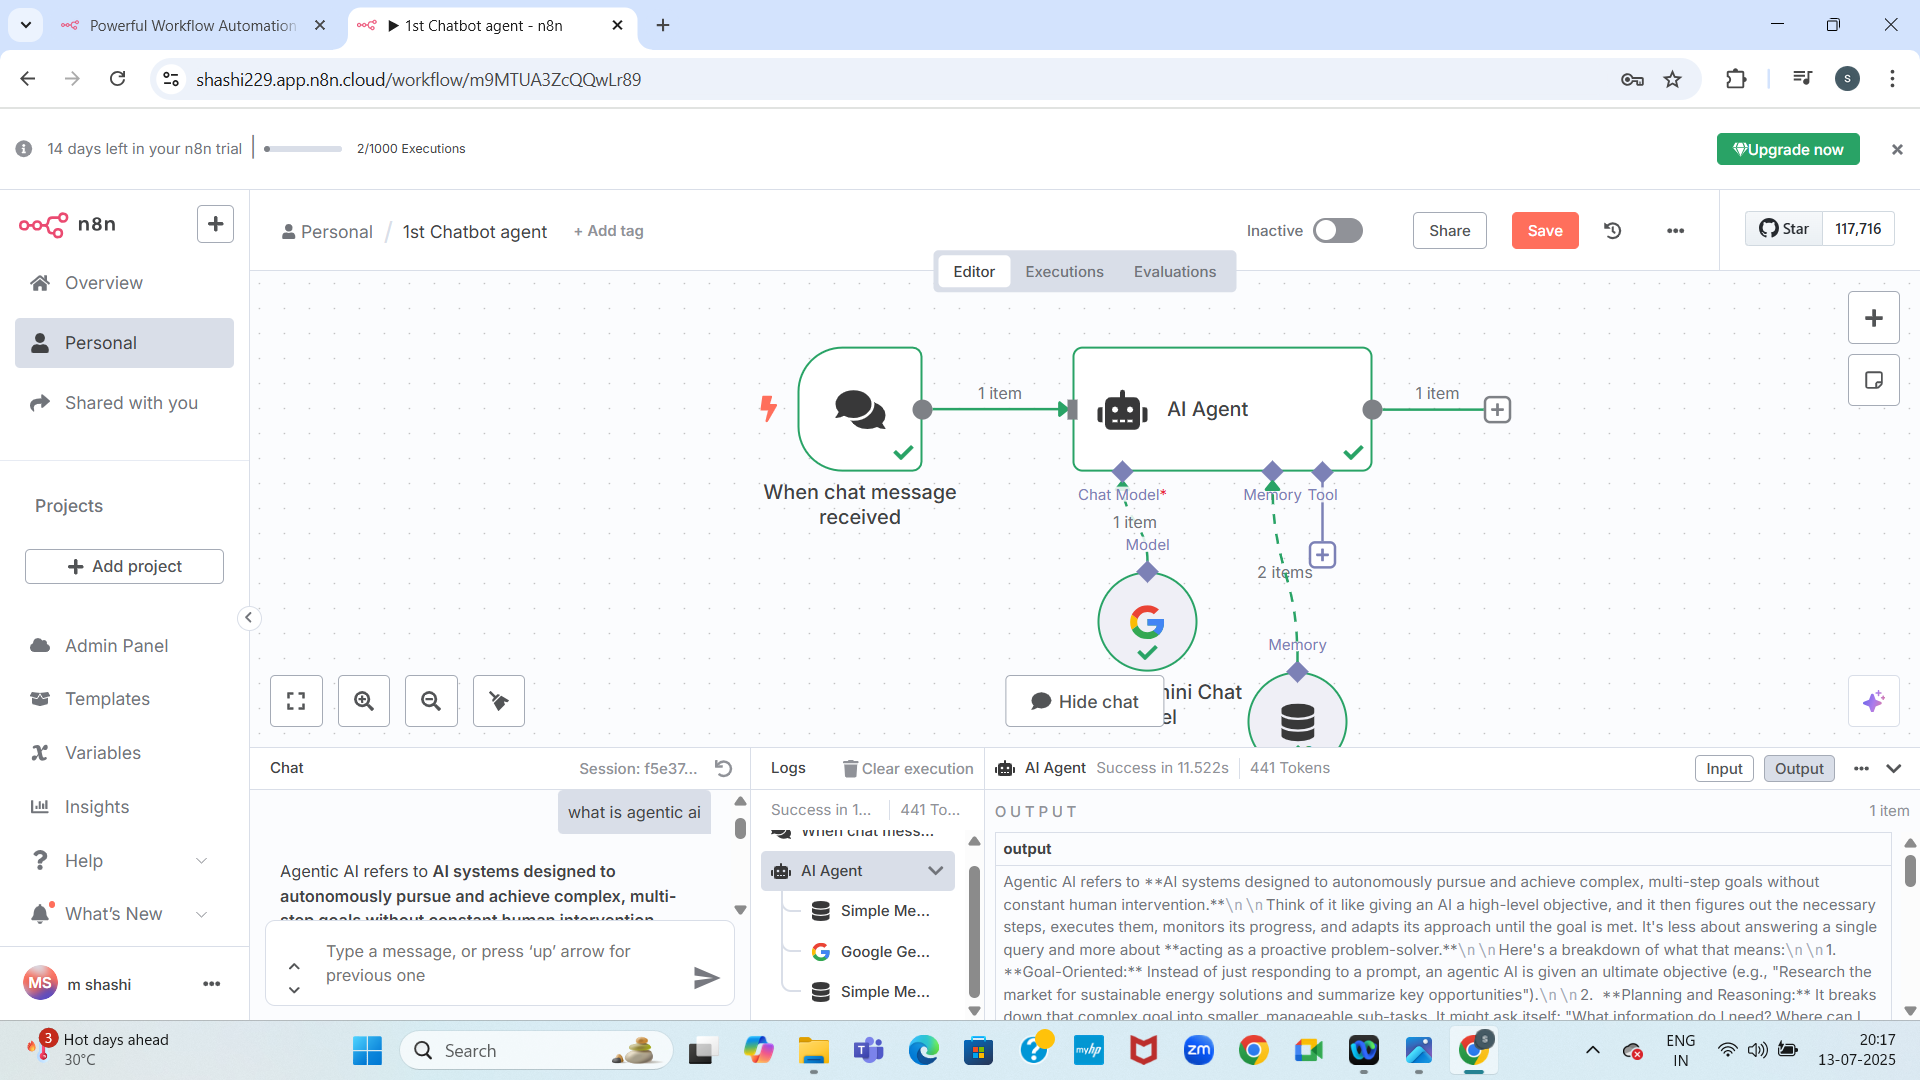 Powerful Workflow Automation
1st Chatbot agent - n8n
shashi229.app.n8n.cloud/workflow/m9MTUA3ZcQQwLr89
S
14 days left in your n8n trial
2/1000 Executions
Upgrade now
n8n
Personal / 1st Chatbot agent + Add tag
Inactive
Share
Save
Star 117,716
Editor Executions Evaluations
Overview
Personal
Shared with you
Projects
+ Add project
Admin Panel
Templates
Variables
Insights
Help
What's New
MS m shashi
1 item
AI Agent
1 item
When chat message
received
Chat Model*
Memory Tool
1 item
Model
2 items
Memory
Hide chat
Chat
Session: f5e37...
what is agentic ai
Agentic AI refers to AI systems designed to
autonomously pursue and achieve complex, multi-
step goals without constant human intervention.
Type a message, or press ‘up’ arrow for
previous one
Logs
Clear execution
Success in 1... 441 To...
When chat mess...
AI Agent
Simple Me...
Google Ge...
Simple Me...
AI Agent Success in 11.522s 441 Tokens
Input Output
OUTPUT
1 item
output
Agentic AI refers to **AI systems designed to autonomously pursue and achieve complex, multi-step goals without
constant human intervention.**\n\nThink of it like giving an AI a high-level objective, and it then figures out the necessary
steps, executes them, monitors its progress, and adapts its approach until the goal is met. It's less about answering a single
query and more about **acting as a proactive problem-solver.**\n\nHere's a breakdown of what that means:\n\n1.
**Goal-Oriented:** Instead of just responding to a prompt, an agentic AI is given an ultimate objective (e.g., "Research the
market for sustainable energy solutions and summarize key opportunities").\n\n2. **Planning and Reasoning:** It breaks
down that complex goal into smaller, manageable sub-tasks. It might ask itself: "What information do I need? Where can I
3
Hot days ahead
30°C
Search
myhp
zm
S
ENG
IN
20:17
13-07-2025